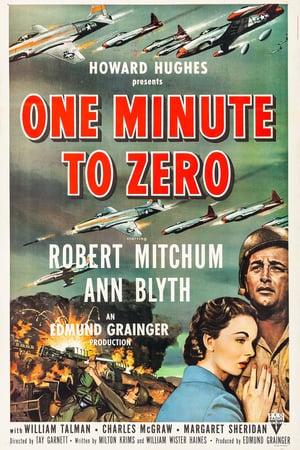 HOWARD HUGHES
presents
ONE MINUTE
TO ZERO
starring
ROBERT MITCHUM
ANN BLYTH
AN
EDMUND GRAINGER
PRODUCTION
with WILLIAM TALMAN · CHARLES McGRAW · MARGARET SHERIDAN
Directed by TAY GARNETT · Written by MILTON KRIMS and WILLIAM WISTER HAINES · Produced by EDMUND GRAINGER